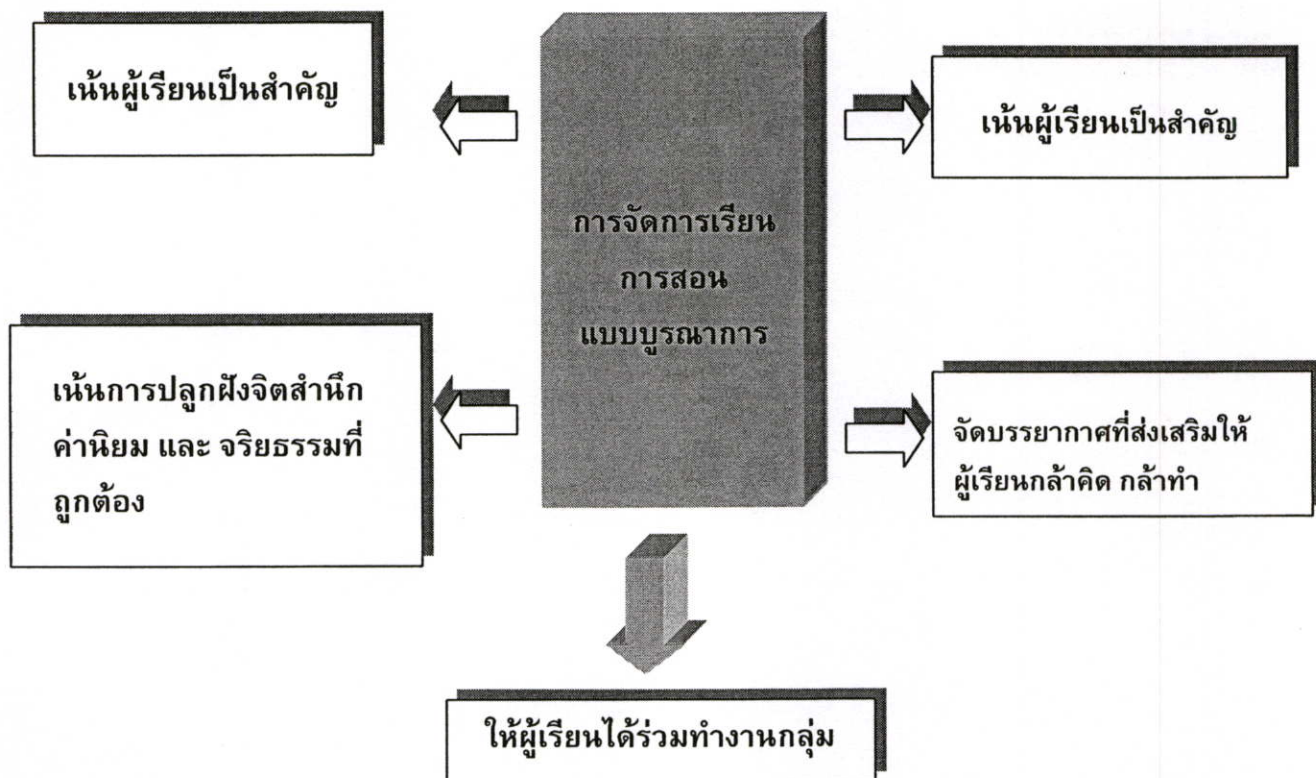 เน้นผู้เรียนเป็นสำคัญ
เน้นผู้เรียนเป็นสำคัญ
การจัดการเรียน
การสอน
แบบบูรณาการ
เน้นการปลูกฝังจิตสำนึก
ค่านิยม และ จริยธรรมที่
ถูกต้อง
จัดบรรยากาศที่ส่งเสริมให้
ผู้เรียนกล้าคิด กล้าทำ
ให้ผู้เรียนได้ร่วมทำงานกลุ่ม